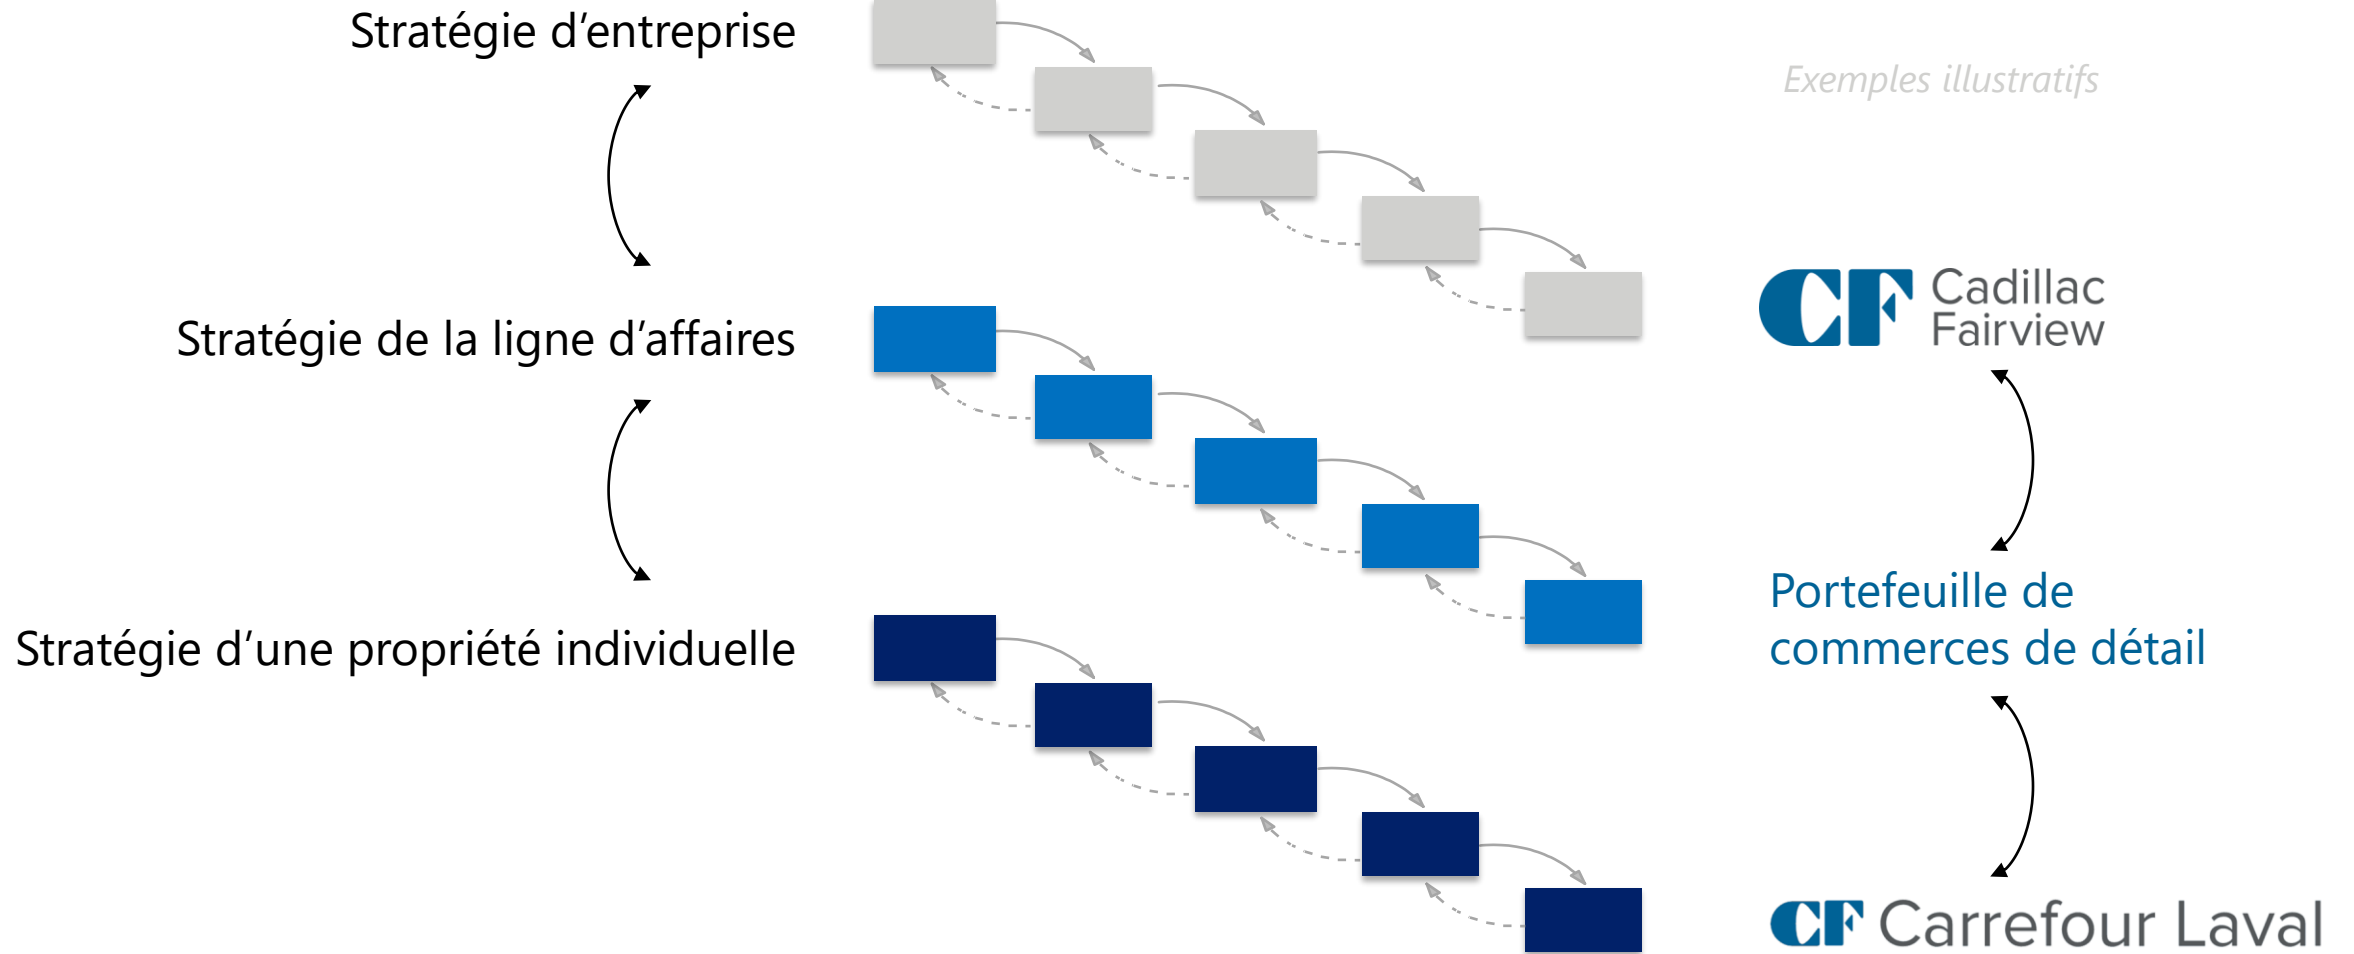 Stratégie d’entreprise
Exemples illustratifs
Stratégie de la ligne d’affaires
CF Cadillac
Fairview
Portefeuille de
commerces de détail
Stratégie d’une propriété individuelle
CF Carrefour Laval